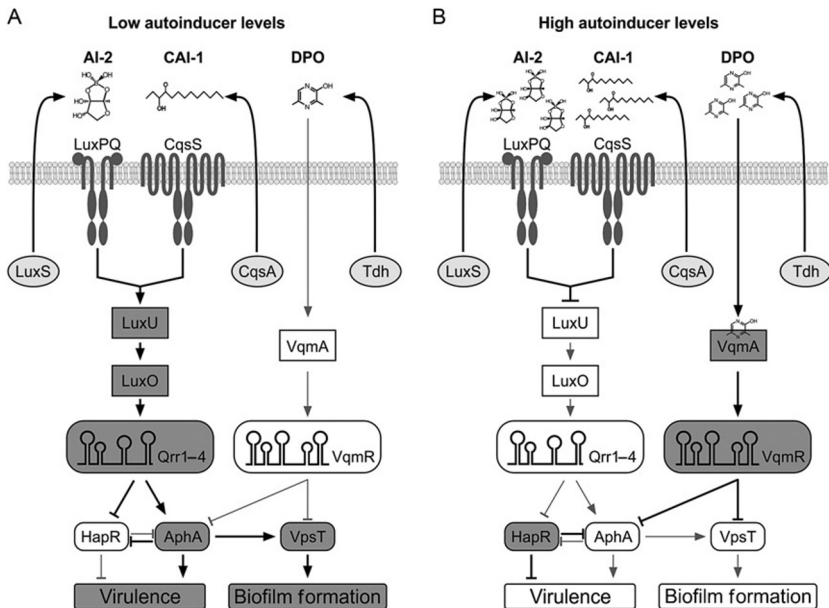 A
Low autoinducer levels
AI-2
CAI-1
DPO
LuxPQ
CqsS
LuxS
CqsA
Tdh
LuxU
VqmA
LuxO
Qrr1–4
VqmR
HapR
AphA
VpsT
Virulence
Biofilm formation
B
High autoinducer levels
AI-2
CAI-1
DPO
LuxPQ
CqsS
LuxS
CqsA
Tdh
LuxU
VqmA
LuxO
Qrr1–4
VqmR
HapR
AphA
VpsT
Virulence
Biofilm formation